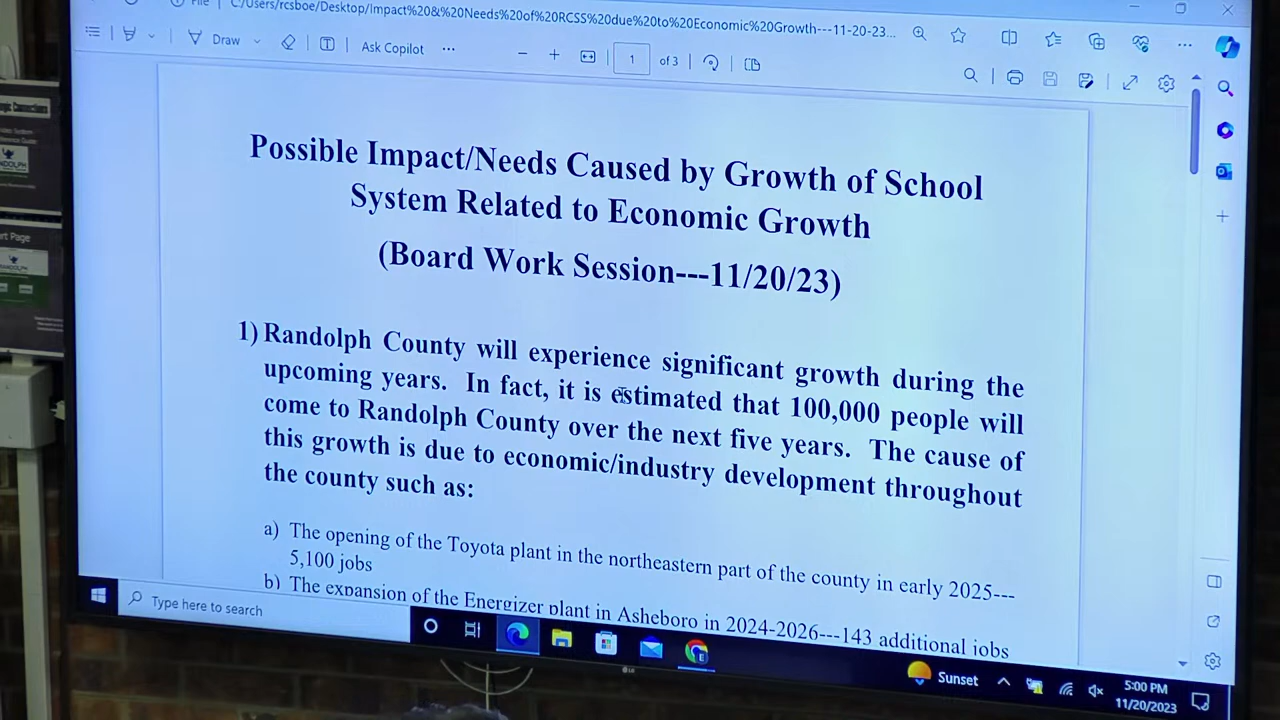 File
C:/Users/rcsboe/Desktop/Impact%20&%20Needs%20of%20RCSS%20due%20to%20Economic%20Growth---11-20-23...
Draw
Ask Copilot
1
of 3
Possible Impact/Needs Caused by Growth of School
System Related to Economic Growth
(Board Work Session---11/20/23)
1) Randolph County will experience significant growth during the
upcoming years. In fact, it is estimated that 100,000 people will
come to Randolph County over the next five years. The cause of
this growth is due to economic/industry development throughout
the county such as:
a) The opening of the Toyota plant in the northeastern part of the county in early 2025---
5,100 jobs
b) The expansion of the Energizer plant in Asheboro in 2024-2026---143 additional jobs
Type here to search
Sunset
5:00 PM
11/20/2023
LG